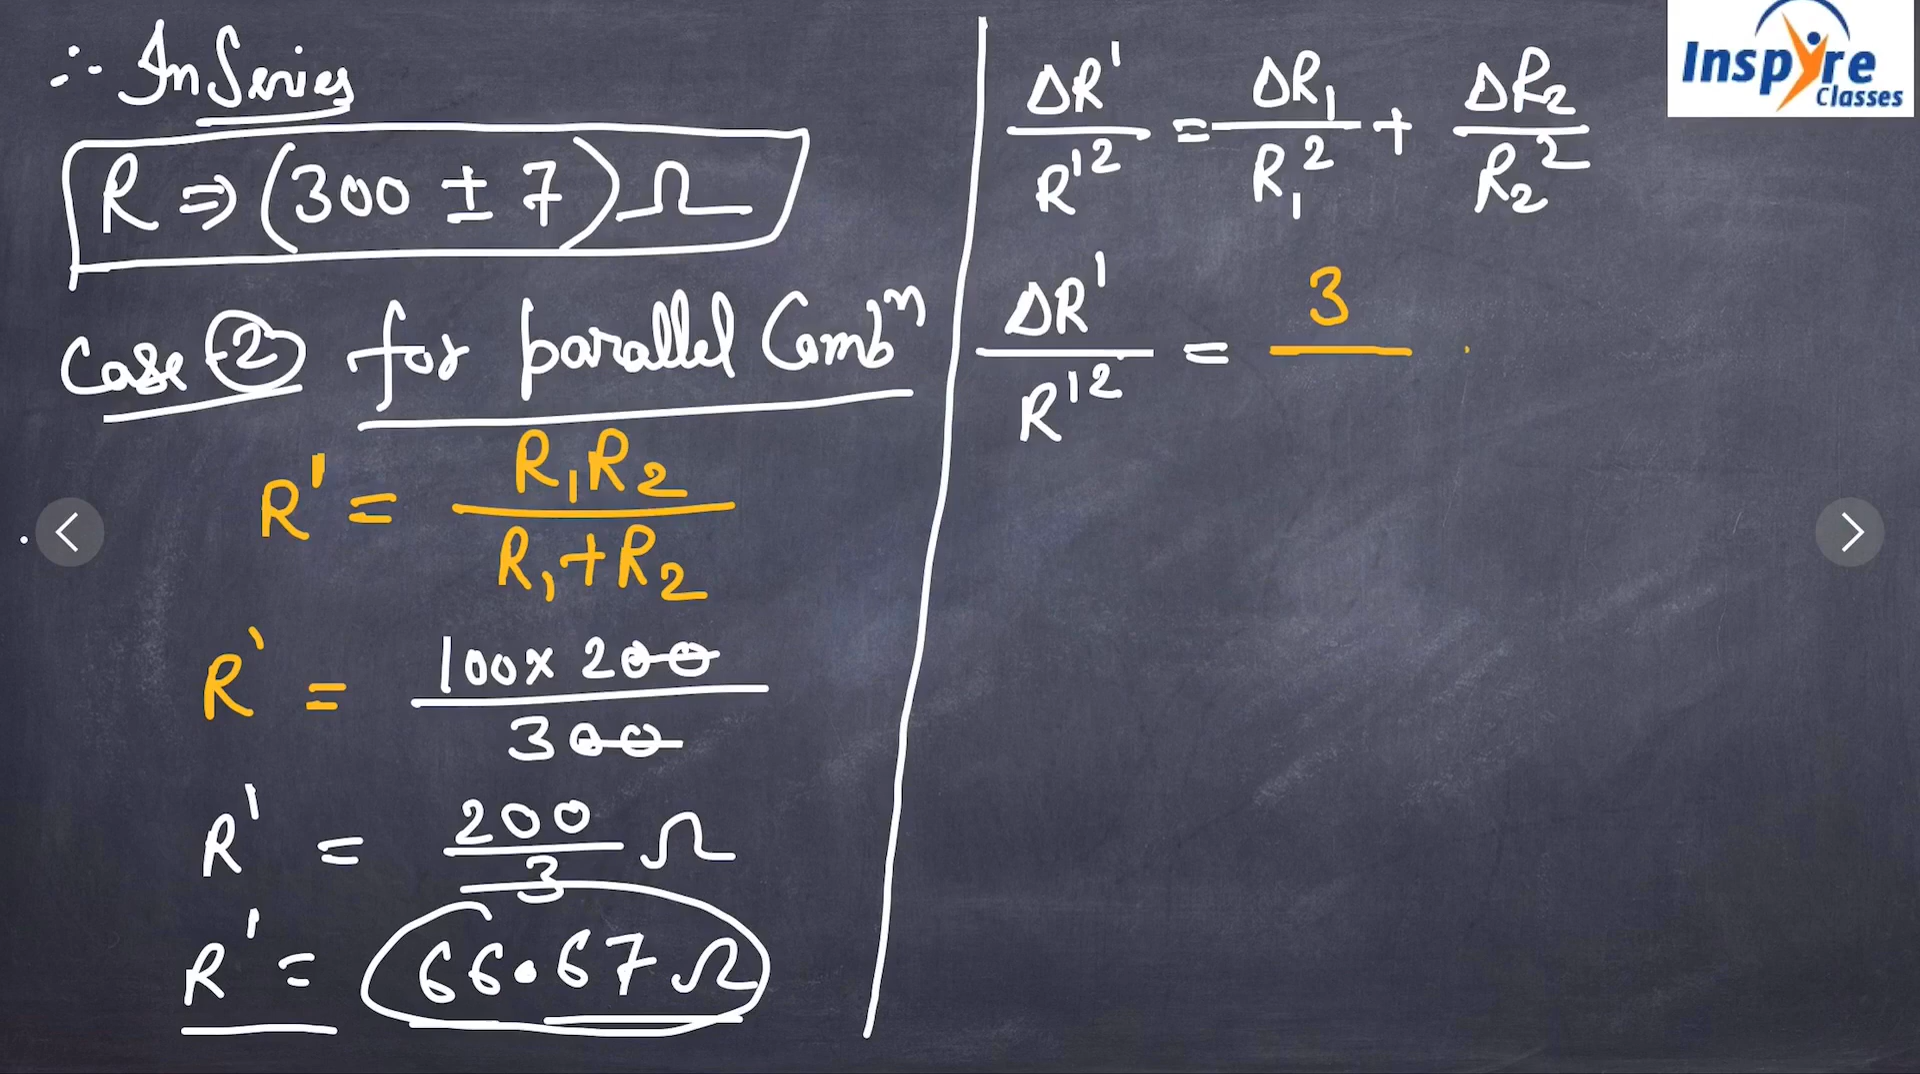 ∴ In Series
R ⇒ (300 ± 7) Ω
Case ② for parallel Combⁿ
R' = R₁R₂ / R₁+R₂
R' = 100 x 200 / 300
R' = 200 / 3 Ω
R' = 66.67 Ω
ΔR' / R'² = ΔR₁ / R₁² + ΔR₂ / R₂²
ΔR' / R'² = 3
Inspyre
Classes